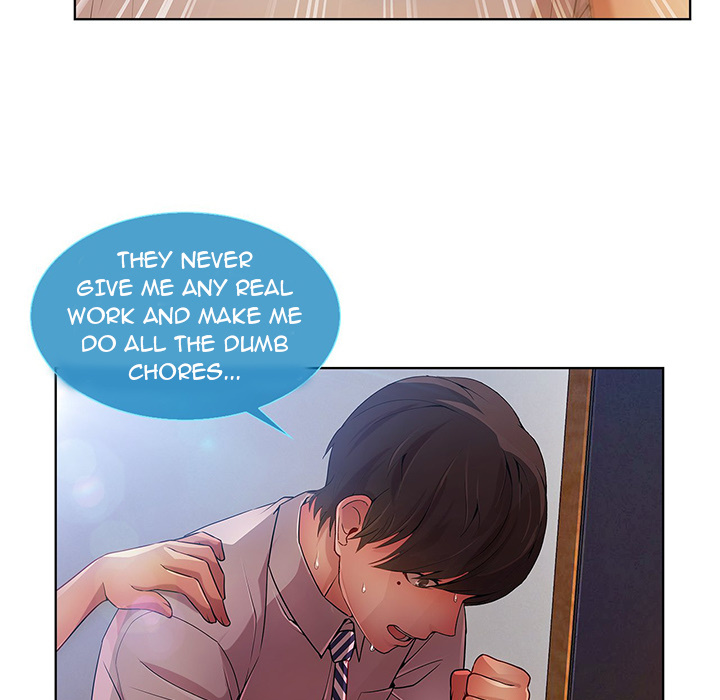 THEY NEVER
GIVE ME ANY REAL
WORK AND MAKE ME
DO ALL THE DUMB
CHORES...